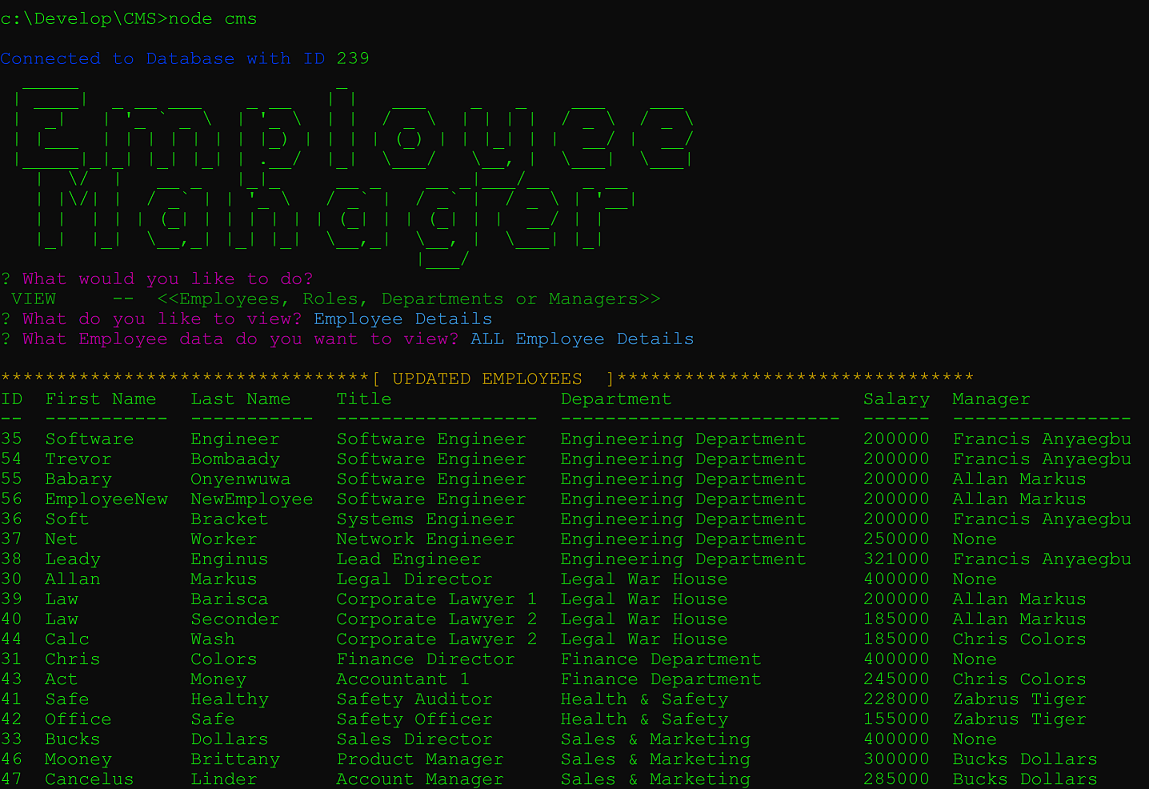 c:\Develop\CMS>node cms
Connected to Database with ID 239
Employee
Manager
? What would you like to do?
VIEW -- <<Employees, Roles, Departments or Managers>>
? What do you like to view? Employee Details
? What Employee data do you want to view? ALL Employee Details
*********************************[ UPDATED EMPLOYEES ]********************************
ID First Name Last Name Title Department Salary Manager
-- ----------- ----------- ------------------ ------------------------- ------ ----------------
35 Software Engineer Software Engineer Engineering Department 200000 Francis Anyaegbu
54 Trevor Bombaady Software Engineer Engineering Department 200000 Francis Anyaegbu
55 Babary Onyenwuwa Software Engineer Engineering Department 200000 Allan Markus
56 EmployeeNew NewEmployee Software Engineer Engineering Department 200000 Allan Markus
36 Soft Bracket Systems Engineer Engineering Department 200000 Francis Anyaegbu
37 Net Worker Network Engineer Engineering Department 250000 None
38 Leady Enginus Lead Engineer Engineering Department 321000 Francis Anyaegbu
30 Allan Markus Legal Director Legal War House 400000 None
39 Law Barisca Corporate Lawyer 1 Legal War House 200000 Allan Markus
40 Law Seconder Corporate Lawyer 2 Legal War House 185000 Allan Markus
44 Calc Wash Corporate Lawyer 2 Legal War House 185000 Chris Colors
31 Chris Colors Finance Director Finance Department 400000 None
43 Act Money Accountant 1 Finance Department 245000 Chris Colors
41 Safe Healthy Safety Auditor Health & Safety 228000 Zabrus Tiger
42 Office Safe Safety Officer Health & Safety 155000 Zabrus Tiger
33 Bucks Dollars Sales Director Sales & Marketing 400000 None
46 Mooney Brittany Product Manager Sales & Marketing 300000 Bucks Dollars
47 Cancelus Linder Account Manager Sales & Marketing 285000 Bucks Dollars